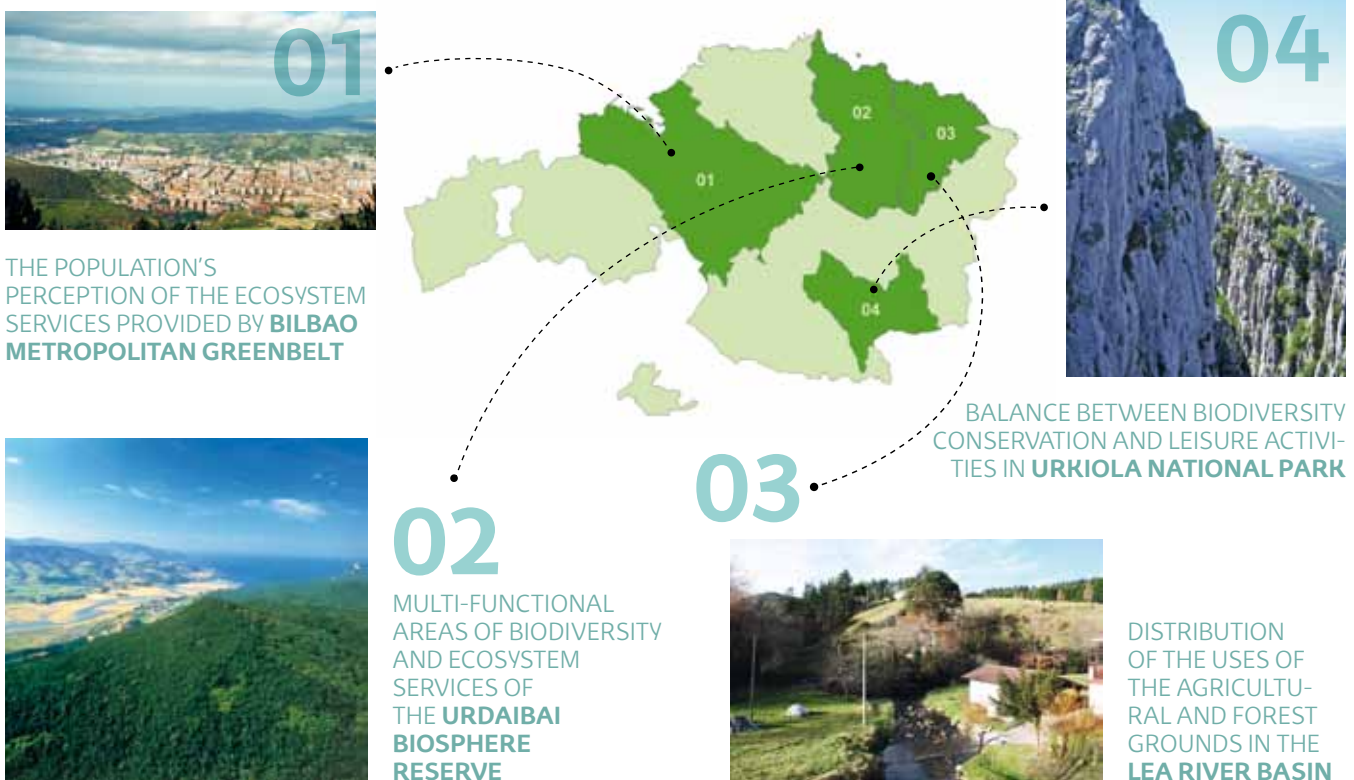 01
THE POPULATION'S
PERCEPTION OF THE ECOSYSTEM
SERVICES PROVIDED BY BILBAO
METROPOLITAN GREENBELT
01
02
03
04
04
BALANCE BETWEEN BIODIVERSITY
CONSERVATION AND LEISURE ACTIVI-
TIES IN URKIOLA NATIONAL PARK
02
MULTI-FUNCTIONAL
AREAS OF BIODIVERSITY
AND ECOSYSTEM
SERVICES OF
THE URDAIBAI
BIOSPHERE
RESERVE
03
DISTRIBUTION
OF THE USES OF
THE AGRICULTU-
RAL AND FOREST
GROUNDS IN THE
LEA RIVER BASIN